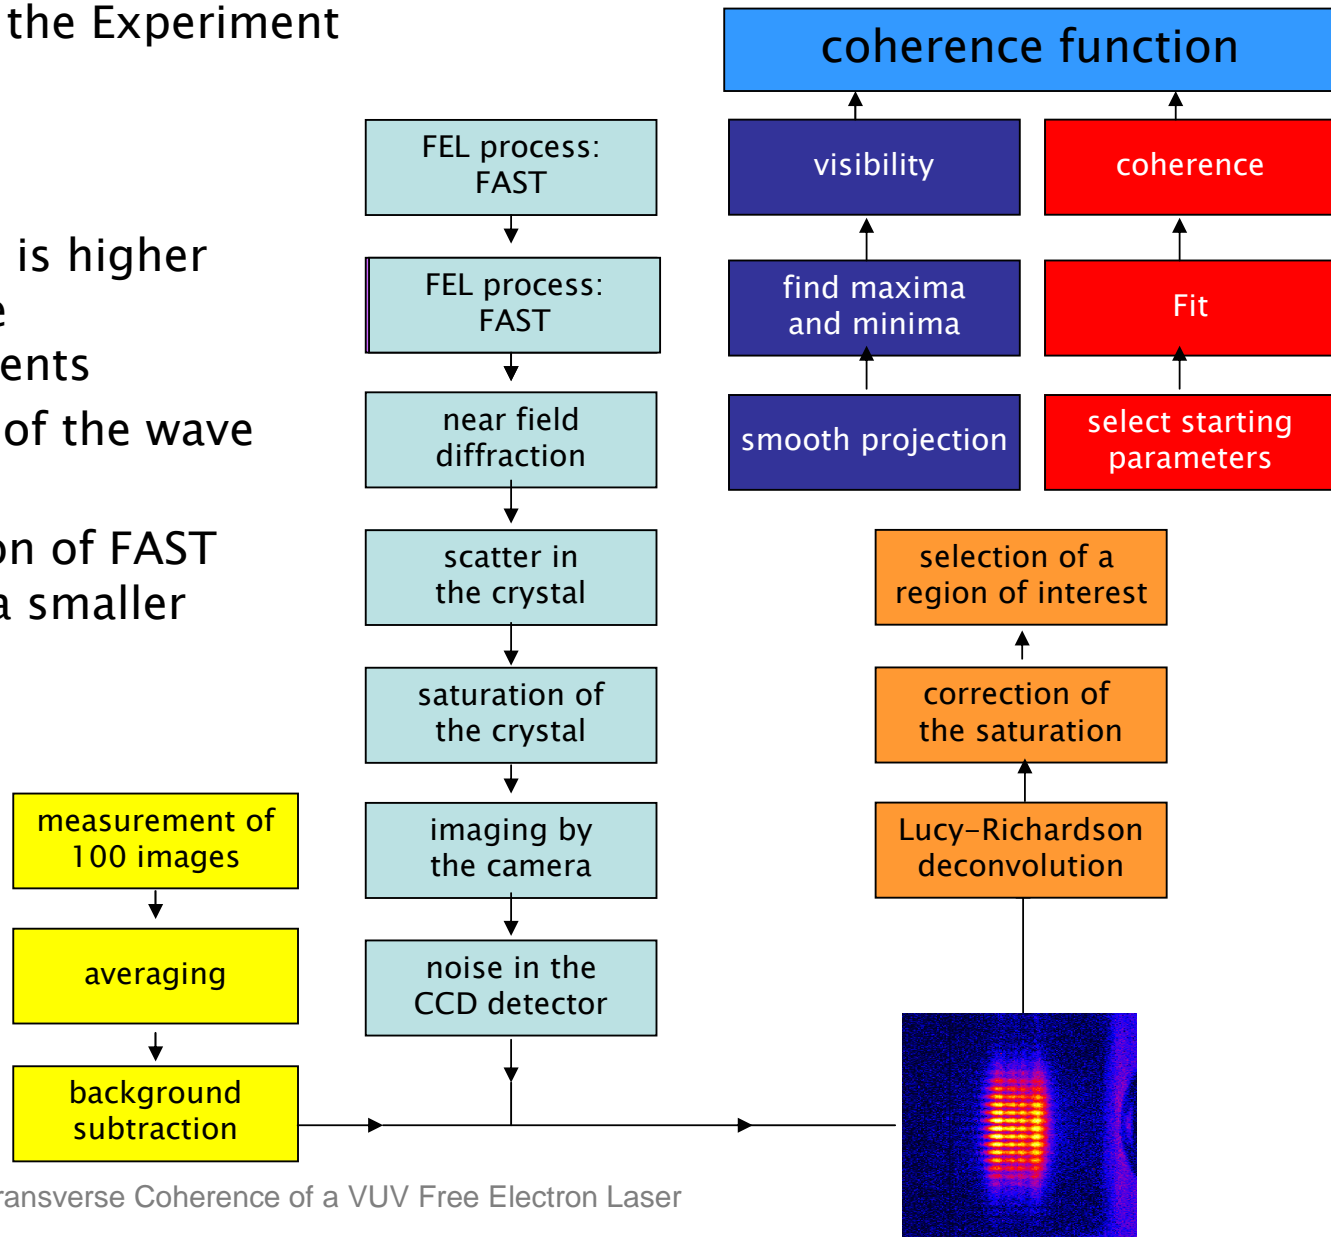 the Experiment
is higher
ents
of the wave
on of FAST
a smaller
FEL process:
FAST
FEL process:
FAST
near field
diffraction
scatter in
the crystal
saturation of
the crystal
imaging by
the camera
noise in the
CCD detector
measurement of
100 images
averaging
background
subtraction
coherence function
visibility
coherence
find maxima
and minima
Fit
smooth projection
select starting
parameters
selection of a
region of interest
correction of
the saturation
Lucy-Richardson
deconvolution
ransverse Coherence of a VUV Free Electron Laser